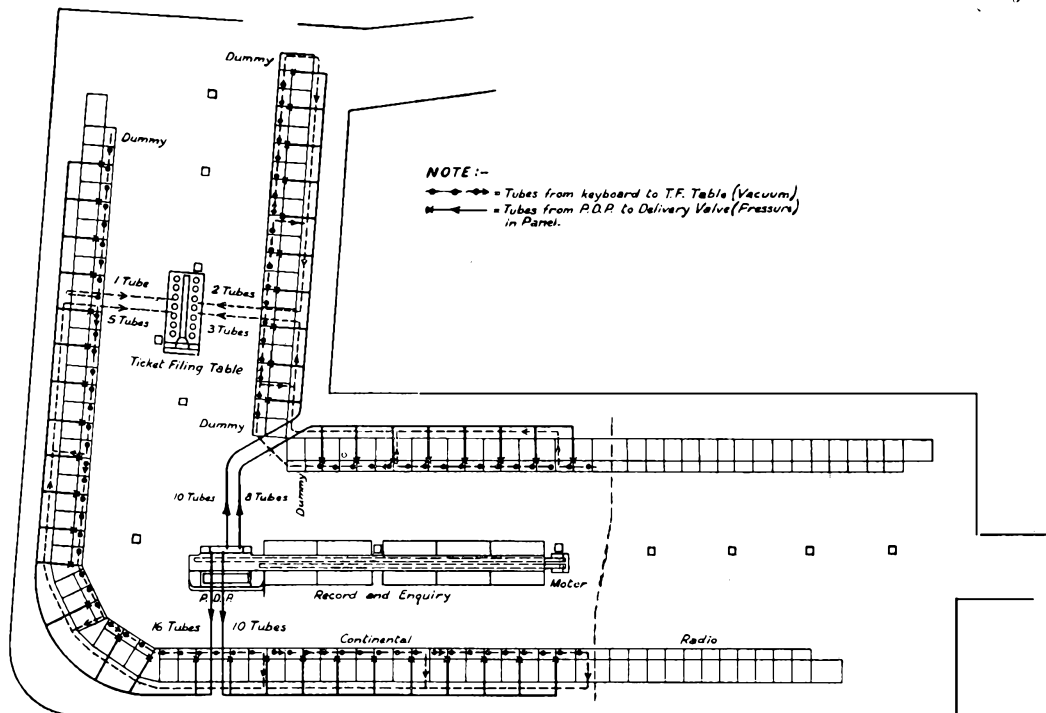 Dummy
Dummy
NOTE:-
= Tubes from keyboard to T.F. Table (Vacuum)
= Tubes from P.D.P. to Delivery Valve (Pressure)
in Panel.
1 Tube
2 Tubes
5 Tubes
3 Tubes
Ticket Filing Table
Dummy
Dummy
10 Tubes
8 Tubes
Motor
P.D.P.
Record and Enquiry
16 Tubes
10 Tubes
Continental
Radio